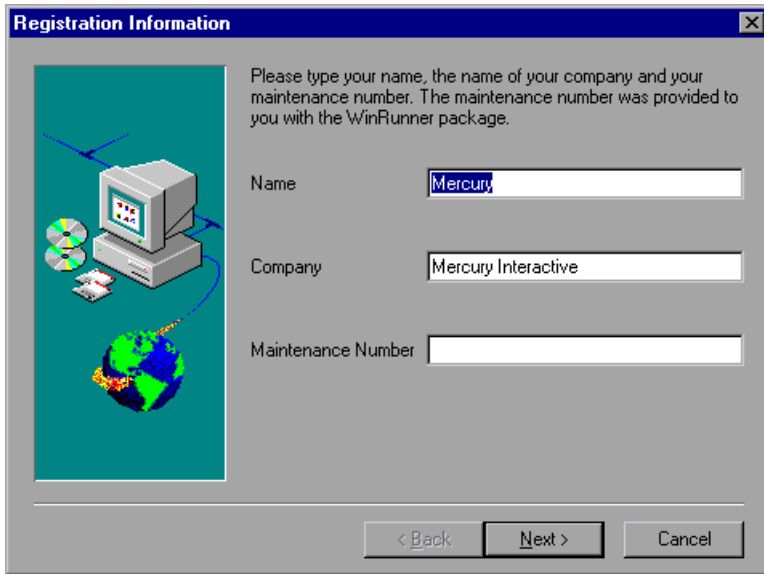 Registration Information
Please type your name, the name of your company and your
maintenance number. The maintenance number was provided to
you with the WinRunner package.
Name
Mercury
Company
Mercury Interactive
Maintenance Number
< Back
Next >
Cancel